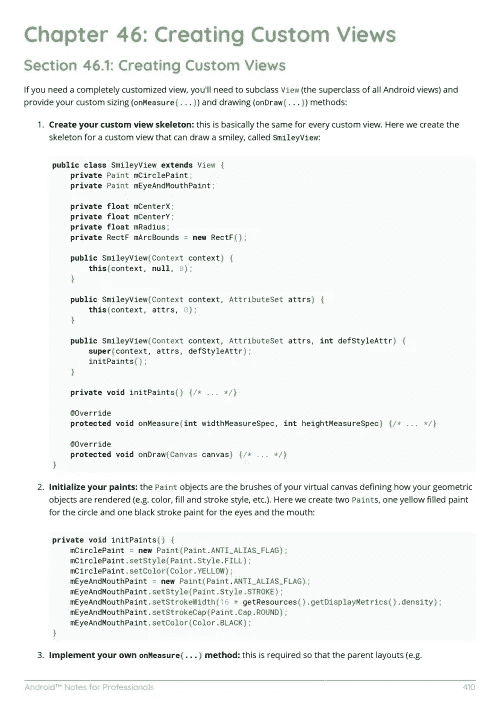 Chapter 46: Creating Custom Views
Section 46.1: Creating Custom Views
If you need a completely customized view, you'll need to subclass View (the superclass of all Android views) and
provide your custom sizing (onMeasure(...)) and drawing (onDraw(...)) methods:
1. Create your custom view skeleton: this is basically the same for every custom view. Here we create the
skeleton for a custom view that can draw a smiley, called SmileyView:
public class SmileyView extends View {
    private Paint mCirclePaint;
    private Paint mEyeAndMouthPaint;

    private float mCenterX;
    private float mCenterY;
    private float mRadius;
    private RectF mArcBounds = new RectF();

    public SmileyView(Context context) {
        this(context, null, 0);
    }

    public SmileyView(Context context, AttributeSet attrs) {
        this(context, attrs, 0);
    }

    public SmileyView(Context context, AttributeSet attrs, int defStyleAttr) {
        super(context, attrs, defStyleAttr);
        initPaints();
    }

    private void initPaints() {/* ... */}

    @Override
    protected void onMeasure(int widthMeasureSpec, int heightMeasureSpec) {/* ... */}

    @Override
    protected void onDraw(Canvas canvas) {/* ... */}
}
2. Initialize your paints: the Paint objects are the brushes of your virtual canvas defining how your geometric
objects are rendered (e.g. color, fill and stroke style, etc.). Here we create two Paints, one yellow filled paint
for the circle and one black stroke paint for the eyes and the mouth:
private void initPaints() {
    mCirclePaint = new Paint(Paint.ANTI_ALIAS_FLAG);
    mCirclePaint.setStyle(Paint.Style.FILL);
    mCirclePaint.setColor(Color.YELLOW);
    mEyeAndMouthPaint = new Paint(Paint.ANTI_ALIAS_FLAG);
    mEyeAndMouthPaint.setStyle(Paint.Style.STROKE);
    mEyeAndMouthPaint.setStrokeWidth(16 * getResources().getDisplayMetrics().density);
    mEyeAndMouthPaint.setStrokeCap(Paint.Cap.ROUND);
    mEyeAndMouthPaint.setColor(Color.BLACK);
}
3. Implement your own onMeasure(...) method: this is required so that the parent layouts (e.g.
Android™ Notes for Professionals 410